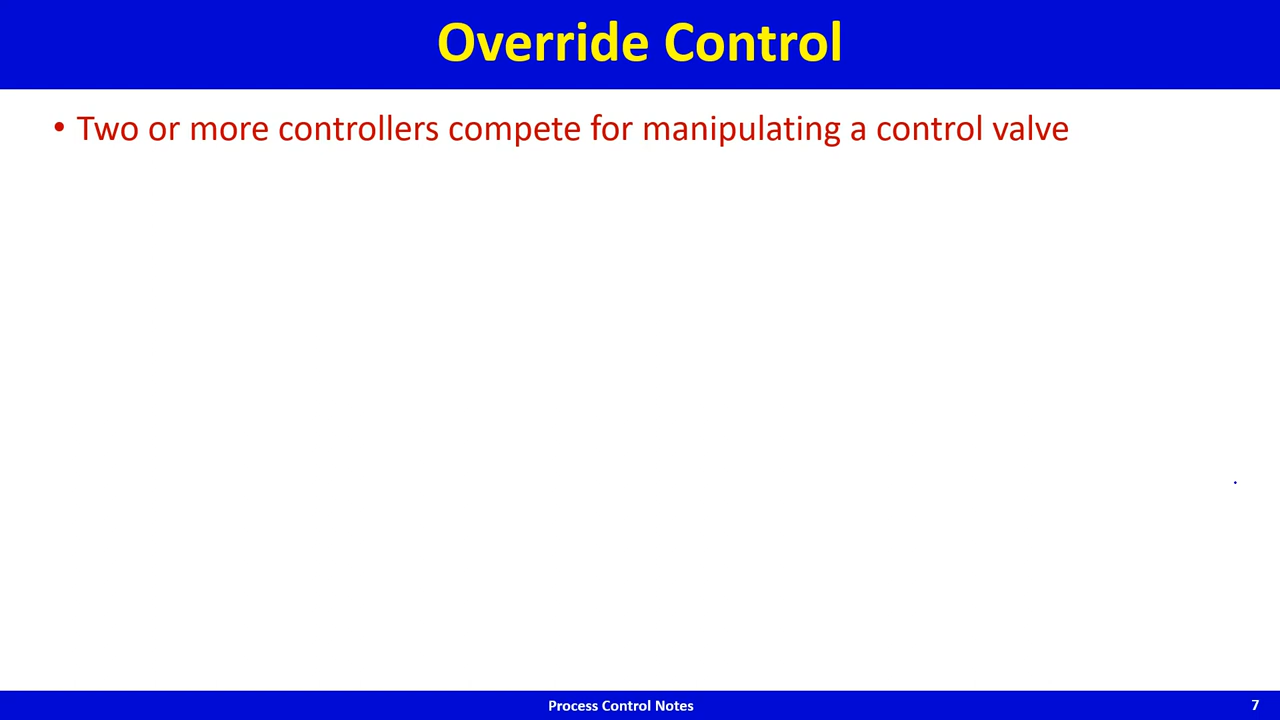 Override Control
• Two or more controllers compete for manipulating a control valve
Process Control Notes
7